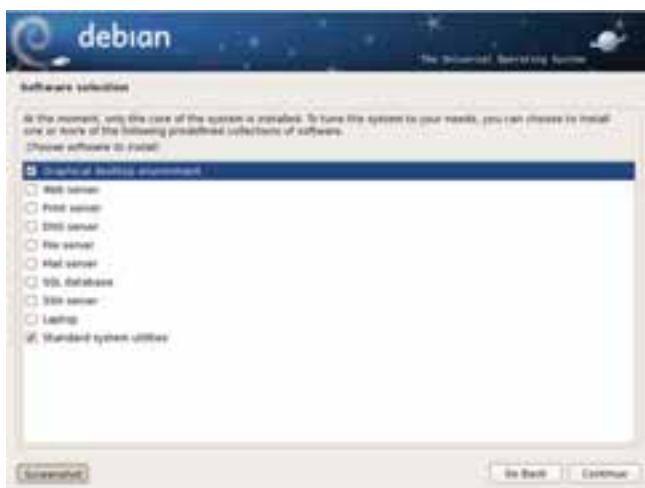 debian
The Universal Operating System
Software selection
At the moment, only the core of the system is installed. To tune the system to your needs, you can choose to install
one or more of the following predefined collections of software.
Choose software to install:
Graphical desktop environment
Web server
Print server
DNS server
File server
Mail server
SQL database
SSH server
Laptop
Standard system utilities
Screenshot
Go Back
Continue